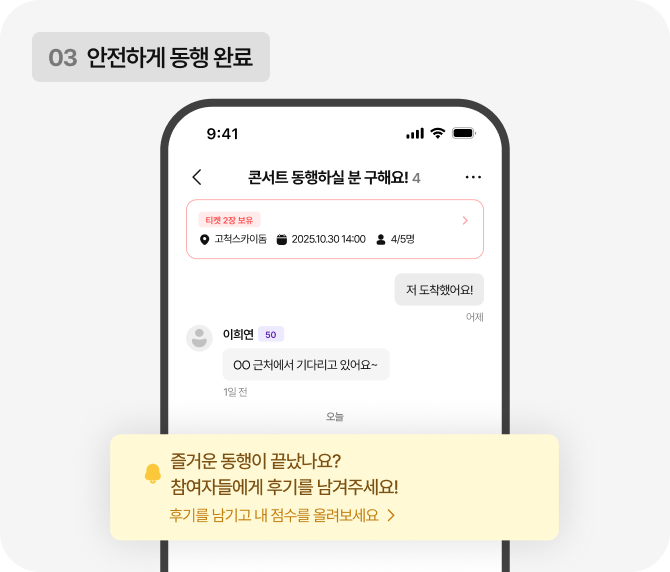 03 안전하게 동행 완료
9:41
콘서트 동행하실 분 구해요! 4
티켓 2장 보유
고척스카이돔 2025.10.30 14:00 4/5명
저 도착했어요!
어제
이희연 50
OO 근처에서 기다리고 있어요~
1일 전
오늘
즐거운 동행이 끝났나요?
참여자들에게 후기를 남겨주세요!
후기를 남기고 내 점수를 올려보세요